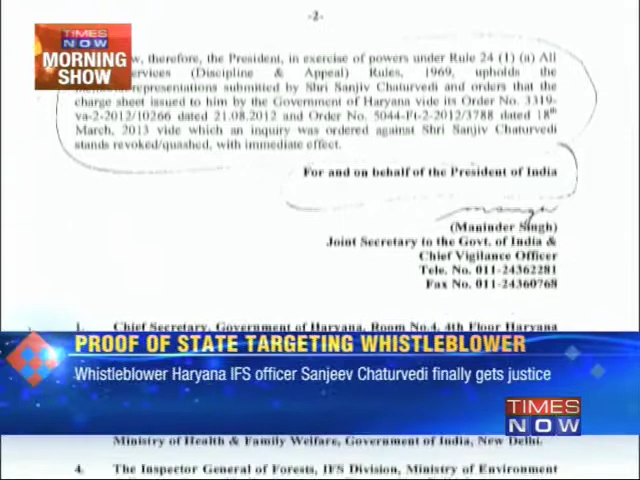 -2-
TIMES
NOW
MORNING
SHOW
therefore, the President, in exercise of powers under Rule 24 (1) (a) All
(Discipline & Appeal) Rules, 1969, upholds the
submitted by Shri Sanjiv Chaturvedi and orders that the
charge sheet issued to him by the Government of Haryana vide its Order No. 3319-
va-2-2012/10266 dated 21.08.2012 and Order No. 5044-Ft-2-2012/3788 dated 18th
March, 2013 vide which an inquiry was ordered against Shri Sanjiv Chaturvedi
stands revoked/quashed, with immediate effect.
For and on behalf of the President of India
(Maninder Singh)
Joint Secretary to the Govt. of India &
Chief Vigilance Officer
Tele. No. 011-24362281
Fax No. 011-24360768
1. Chief Secretary, Government of Haryana, Room No.4, 4th Floor Haryana
PROOF OF STATE TARGETING WHISTLEBLOWER
Whistleblower Haryana IFS officer Sanjeev Chaturvedi finally gets justice
TIMES
NOW
Ministry of Health & Family Welfare, Government of India, New Delhi.
4. The Inspector General of Forests, IFS Division, Ministry of Environment